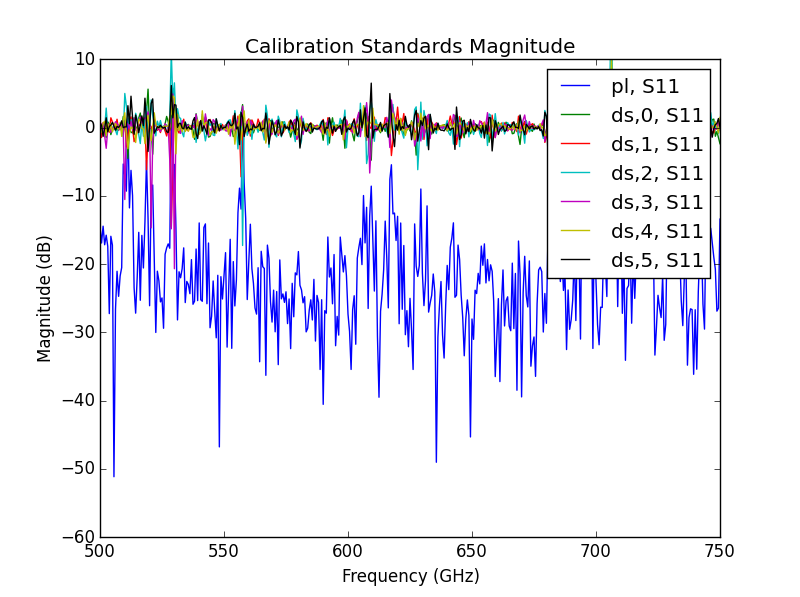 Calibration Standards Magnitude
10
0
−10
−20
−30
−40
−50
−60
Magnitude (dB)
500
550
600
650
700
750
Frequency (GHz)
pl, S11
ds,0, S11
ds,1, S11
ds,2, S11
ds,3, S11
ds,4, S11
ds,5, S11